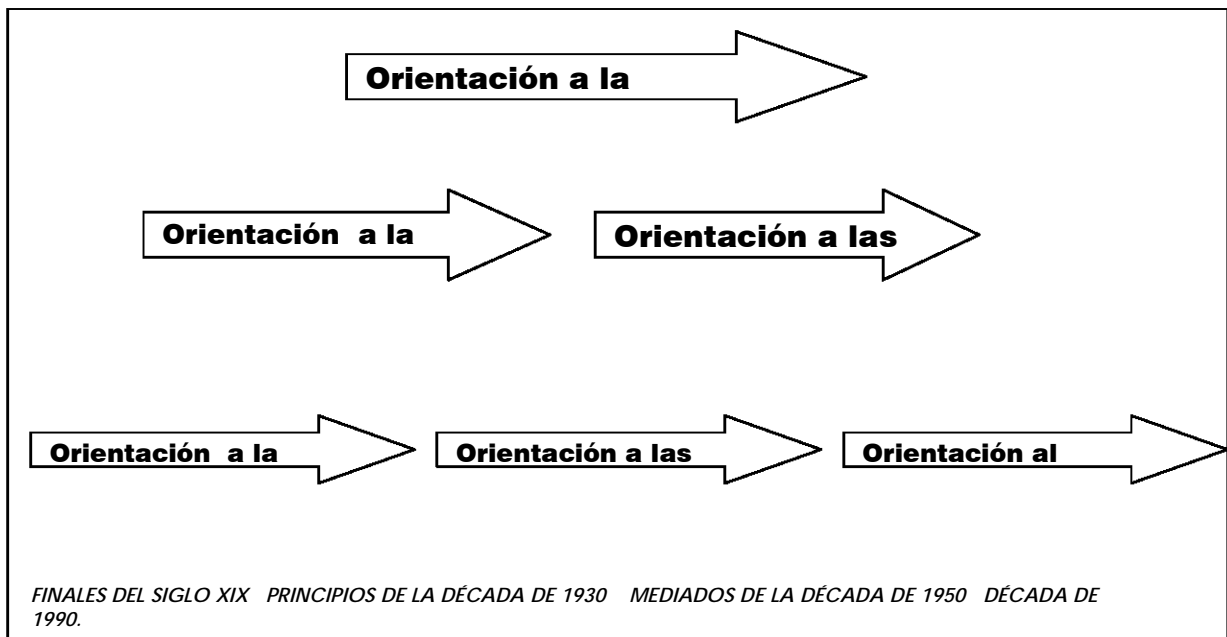 Orientación a la
Orientación a la
Orientación a las
Orientación a la
Orientación a las
Orientación al
FINALES DEL SIGLO XIX PRINCIPIOS DE LA DÉCADA DE 1930 MEDIADOS DE LA DÉCADA DE 1950 DÉCADA DE
1990.